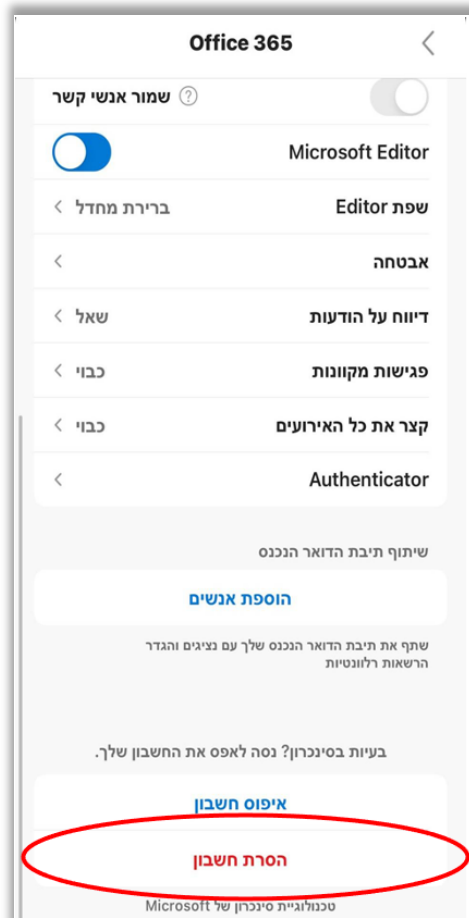 Office 365
שמור אנשי קשר
Microsoft Editor
שפת Editor ברירת מחדל
אבטחה
דיווח על הודעות שאל
פגישות מקוונות כבוי
קצר את כל האירועים כבוי
Authenticator
שיתוף תיבת הדואר הנכנס
הוספת אנשים
שתף את תיבת הדואר הנכנס שלך עם נציגים והגדר
הרשאות רלוונטיות
בעיות בסינכרון? נסה לאפס את החשבון שלך.
איפוס חשבון
הסרת חשבון
טכנולוגיית סינכרון של Microsoft